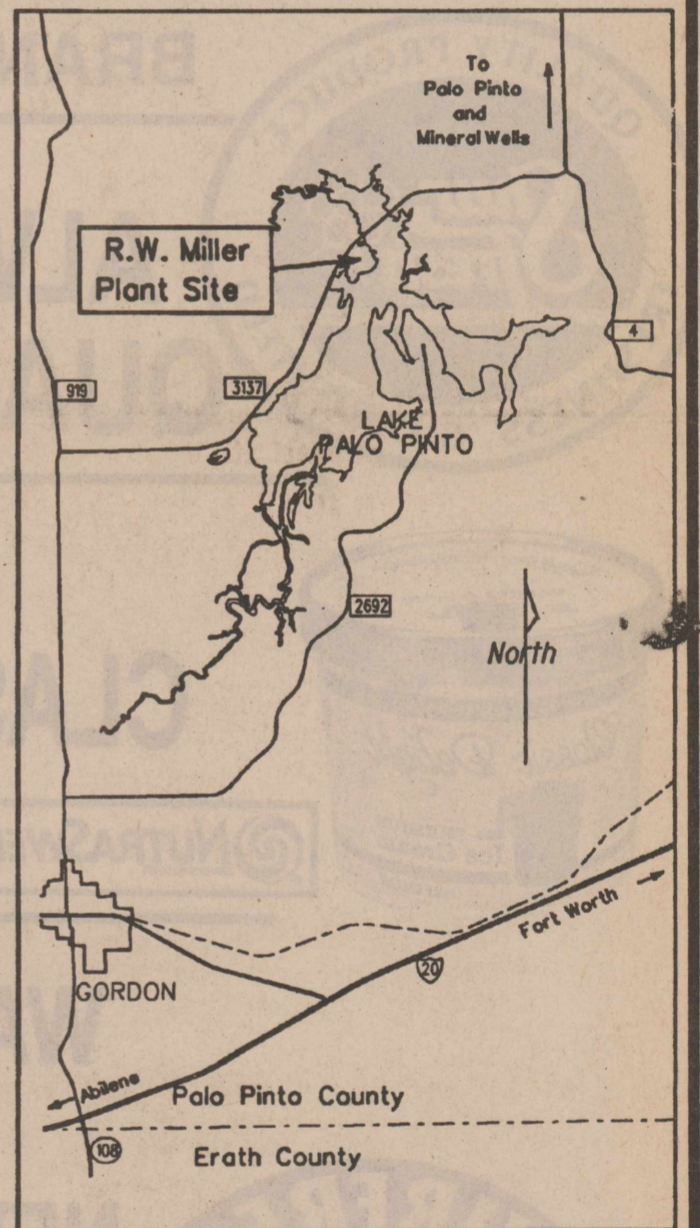 To
Palo Pinto
and
Mineral Wells
R.W. Miller
Plant Site
4
919
3137
LAKE
PALO PINTO
2692
North
Fort Worth
20
GORDON
Abilene
Palo Pinto County
108
Erath County